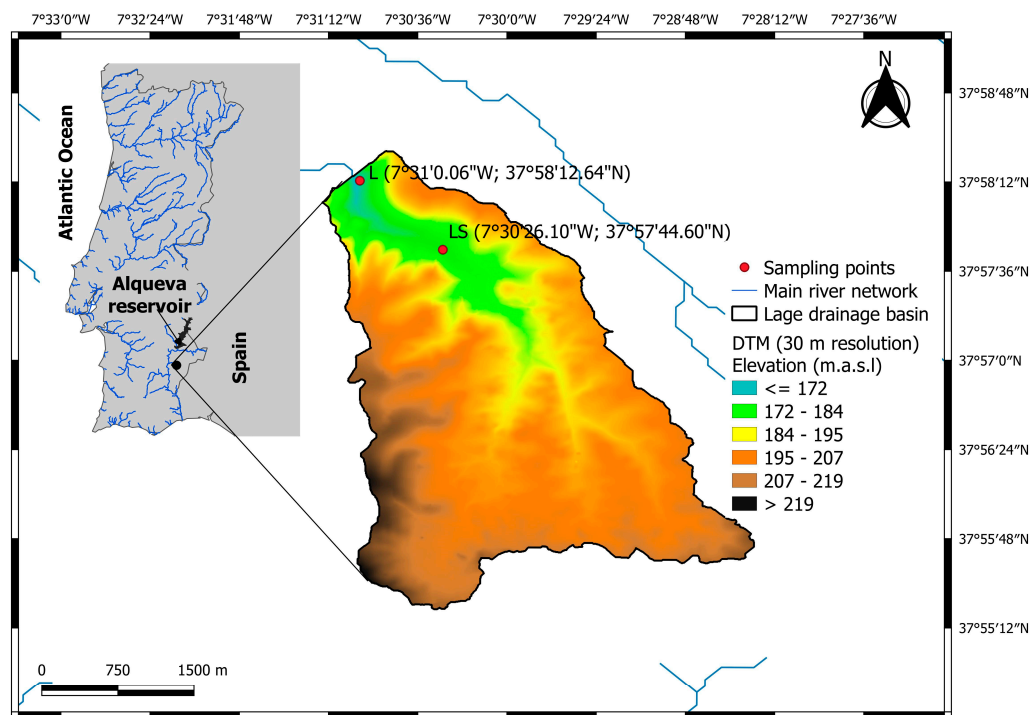 7°33'0"W 7°32'24"W 7°31'48"W 7°31'12"W 7°30'36"W 7°30'0"W 7°29'24"W 7°28'48"W 7°28'12"W 7°27'36"W
N
37°58'48"N
37°58'12"N
37°57'36"N
37°57'0"N
37°56'24"N
37°55'48"N
37°55'12"N
Atlantic Ocean
Alqueva
reservoir
Spain
L (7°31'0.06"W; 37°58'12.64"N)
LS (7°30'26.10"W; 37°57'44.60"N)
Sampling points
Main river network
Lage drainage basin
DTM (30 m resolution)
Elevation (m.a.s.l)
<= 172
172 - 184
184 - 195
195 - 207
207 - 219
> 219
0 750 1500 m